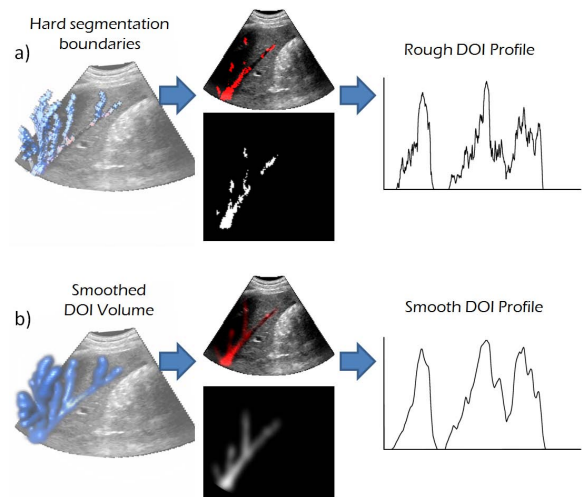 Hard segmentation
boundaries
a)
Rough DOI Profile
Smoothed
DOI Volume
b)
Smooth DOI Profile